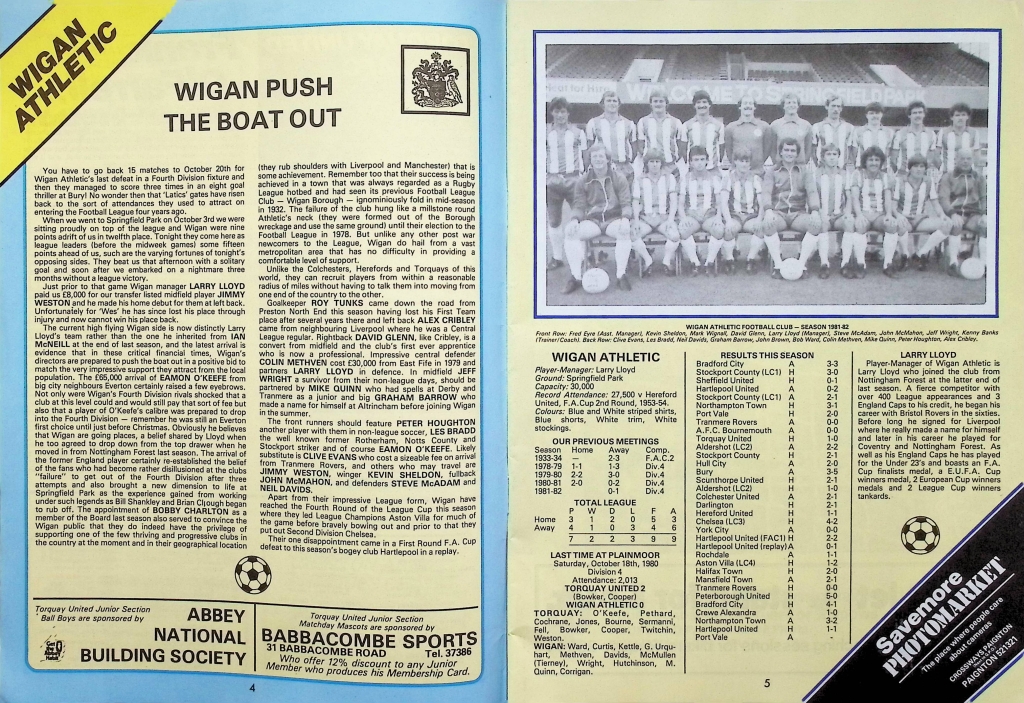 WIGAN
ATHLETIC
WIGAN PUSH
THE BOAT OUT
You have to go back 15 matches to October 20th for
Wigan Athletic's last defeat in a Fourth Division fixture and
then they managed to score three times in an eight goal
thriller at Bury! No wonder then that 'Latics' gates have risen
back to the sort of attendances they used to attract on
entering the Football League four years ago.
When we went to Springfield Park on October 3rd we were
sitting proudly on top of the league and Wigan were nine
points adrift of us in twelfth place. Tonight they come here as
league leaders (before the midweek games) some fifteen
points ahead of us, such are the varying fortunes of tonight's
opposing sides. They beat us that afternoon with a solitary
goal and soon after we embarked on a nightmare three
months without a league victory.
Just prior to that game Wigan manager LARRY LLOYD
paid us £8,000 for our transfer listed midfield player JIMMY
WESTON and he made his home debut for them at left back.
Unfortunately for 'Wes' he has since lost his place through
injury and now cannot win his place back.
The current high flying Wigan side is now distinctly Larry
Lloyd's team rather than the one he inherited from IAN
McNEILL at the end of last season, and the latest arrival is
evidence that in these critical financial times, Wigan's
directors are prepared to push the boat out in a positive bid to
match the very impressive support they attract from the local
population. The £65,000 arrival of EAMON O'KEEFE from
big city neighbours Everton certainly raised a few eyebrows.
Not only were Wigan's Fourth Division rivals shocked that a
club at this level could and would still pay that sort of fee but
also that a player of O'Keefe's calibre was prepared to drop
into the Fourth Division — remember he was still an Everton
first choice until just before Christmas. Obviously he believes
that Wigan are going places, a belief shared by Lloyd when
he too agreed to drop down from the top drawer when he
moved in from Nottingham Forest last season. The arrival of
the former England player certainly re-established the belief
of the fans who had become rather disillusioned at the clubs
"failure" to get out of the Fourth Division after three
attempts and also brought a new dimension to life at
Springfield Park as the experience gained from working
under such legends as Bill Shankley and Brian Clough began
to rub off. The appointment of BOBBY CHARLTON as a
member of the Board last season also served to convince the
Wigan public that they do indeed have the privilege of
supporting one of the few thriving and progressive clubs in
the country at the moment and in their geographical location
(they rub shoulders with Liverpool and Manchester) that is
some achievement. Remember too that their success is being
achieved in a town that was always regarded as a Rugby
League hotbed and had seen its previous Football League
Club — Wigan Borough — ignominiously fold in mid-season
in 1932. The failure of the club hung like a millstone round
Athletic's neck (they were formed out of the Borough
wreckage and use the same ground) until their election to the
Football League in 1978. But unlike any other post war
newcomers to the League, Wigan do hail from a vast
metropolitan area that has no difficulty in providing a
comfortable level of support.
Unlike the Colchesters, Herefords and Torquays of this
world, they can recruit players from within a reasonable
radius of miles without having to talk them into moving from
one end of the country to the other.
Goalkeeper ROY TUNKS came down the road from
Preston North End this season having lost his First Team
place after several years there and left back ALEX CRIBLEY
came from neighbouring Liverpool where he was a Central
League regular. Rightback DAVID GLENN, like Cribley, is a
convert from midfield and the club's first ever apprentice
who is now a professional. Impressive central defender
COLIN METHVEN cost £30,000 from East Fife in 1979 and
partners LARRY LLOYD in defence. In midfield JEFF
WRIGHT a survivor from their non-league days, should be
partnered by MIKE QUINN who had spells at Derby and
Tranmere as a junior and big GRAHAM BARROW who
made a name for himself at Altrincham before joining Wigan
in the summer.
The front runners should feature PETER HOUGHTON
another player with them in non-league soccer, LES BRADD
the well known former Rotherham, Notts County and
Stockport striker and of course EAMON O'KEEFE. Likely
substitute is CLIVE EVANS who cost a sizeable fee on arrival
from Tranmere Rovers, and others who may travel are
JIMMY WESTON, winger KEVIN SHELDON, fullback
JOHN McMAHON, and defenders STEVE McADAM and
NEIL DAVIDS.
Apart from their impressive League form, Wigan have
reached the Fourth Round of the League Cup this season
where they led League Champions Aston Villa for much of
the game before bravely bowing out and prior to that they
put out Second Division Chelsea.
Their one disappointment came in a First Round F.A. Cup
defeat to this season's bogey club Hartlepool in a replay.
Torquay United Junior Section
Ball Boys are sponsored by
ABBEY
NATIONAL
BUILDING SOCIETY
Torquay United Junior Section
Matchday Mascots are sponsored by
BABBACOMBE SPORTS
31 BABBACOMBE ROAD Tel. 37386
Who offer 12% discount to any Junior
Member who produces his Membership Card.
4
WIGAN ATHLETIC FOOTBALL CLUB — SEASON 1981-82
Front Row: Fred Eyre (Asst. Manager), Kevin Sheldon, Mark Wignall, David Glenn, Larry Lloyd (Manager), Steve McAdam, John McMahon, Jeff Wright, Kenny Banks
(Trainer/Coach). Back Row: Clive Evans, Les Bradd, Neil Davids, Graham Barrow, John Brown, Bob Ward, Colin Methven, Mike Quinn, Peter Houghton, Alex Cribley.
WIGAN ATHLETIC
Player-Manager: Larry Lloyd
Ground: Springfield Park
Capacity: 30,000
Record Attendance: 27,500 v Hereford
United, F.A.Cup 2nd Round, 1953-54.
Colours: Blue and White striped shirts,
Blue shorts, White trim, White
stockings.
OUR PREVIOUS MEETINGS
Season Home Away Comp.
1933-34 — 2-3 F.A.C.2
1978-79 1-1 1-3 Div.4
1979-80 2-2 3-0 Div.4
1980-81 2-0 0-2 Div.4
1981-82 0-1 Div.4
TOTAL LEAGUE
P W D L F A
Home 3 1 2 0 5 3
Away 4 1 0 3 4 6
7 2 2 3 9 9
LAST TIME AT PLAINMOOR
Saturday, October 18th, 1980
Division 4
Attendance: 2,013
TORQUAY UNITED 2
(Bowker, Cooper)
WIGAN ATHLETIC 0
TORQUAY: O'Keefe, Pethard,
Cochrane, Jones, Bourne, Sermanni,
Fell, Bowker, Cooper, Twitchin,
Weston.
WIGAN: Ward, Curtis, Kettle, G. Urqu-
hart, Methven, Davids, McMullen
(Tierney), Wright, Hutchinson, M.
Quinn, Corrigan.
RESULTS THIS SEASON
Bradford City A 3-3
Stockport County (LC1) H 3-0
Sheffield United H 0-1
Hartlepool United A 0-2
Stockport County (LC1) A 2-1
Northampton Town H 3-1
Port Vale H 2-0
Tranmere Rovers A 0-0
A.F.C. Bournemouth A 0-0
Torquay United H 1-0
Aldershot (LC2) A 2-2
Stockport County H 2-1
Hull City A 2-0
Bury A 3-5
Scunthorpe United H 2-1
Aldershot (LC2) H 1-0
Colchester United A 2-1
Darlington H 2-1
Hereford United H 1-1
Chelsea (LC3) H 4-2
York City A 0-0
Hartlepool United (FAC1) H 2-2
Hartlepool United (replay) A 0-1
Rochdale A 1-1
Aston Villa (LC4) H 1-2
Halifax Town H 2-0
Mansfield Town A 2-1
Tranmere Rovers H 0-0
Peterborough United H 5-0
Bradford City H 4-1
Crewe Alexandra A 1-0
Northampton Town A 3-2
Hartlepool United H 1-1
Port Vale A -
LARRY LLOYD
Player-Manager of Wigan Athletic is
Larry Lloyd who joined the club from
Nottingham Forest at the latter end of
last season. A fierce competitor with
over 400 League appearances and 3
England Caps to his credit, he began his
career with Bristol Rovers in the sixties.
Before long he signed for Liverpool
where he really made a name for himself
and later in his career he played for
Coventry and Nottingham Forest. As
well as his England Caps he has played
for the Under 23's and boasts an F.A.
Cup finalists medal, a E.U.F.A. Cup
winners medal, 2 European Cup winners
medals and 2 League Cup winners
tankards.
Savemore
PHOTOMARKET
The place where people care
about cameras
CROSSWAYS PAIGNTON
PAIGNTON 521321
5